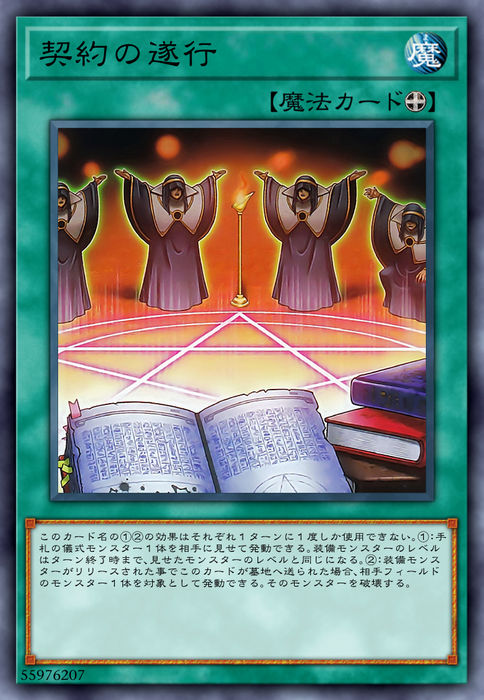 契約の遂行
魔
【魔法カード】
このカード名の①②の効果はそれぞれ1ターンに1度しか使用できない。①:手
札の儀式モンスター1体を相手に見せて発動できる。装備モンスターのレベル
はターン終了時まで、見せたモンスターのレベルと同じになる。②:装備モンス
ターがリリースされた事でこのカードが墓地へ送られた場合、相手フィールド
のモンスター1体を対象として発動できる。そのモンスターを破壊する。
55976207